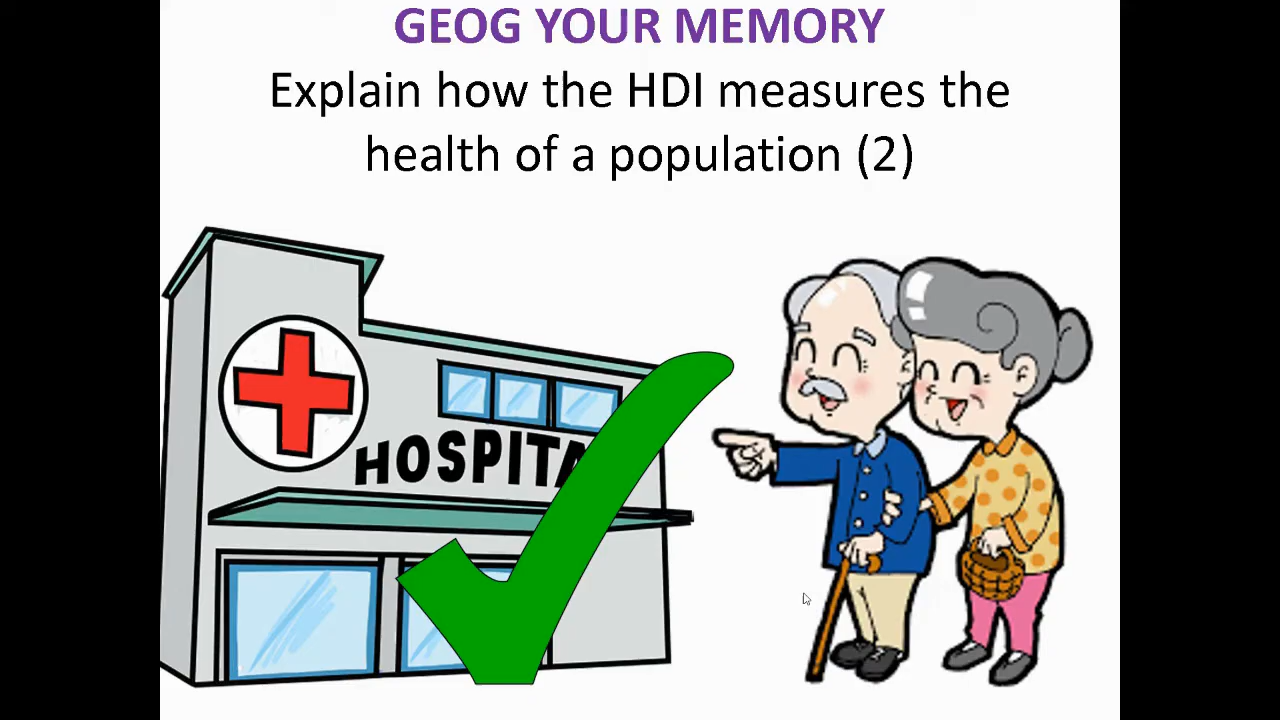 GEOG YOUR MEMORY
Explain how the HDI measures the
health of a population (2)
HOSPITA